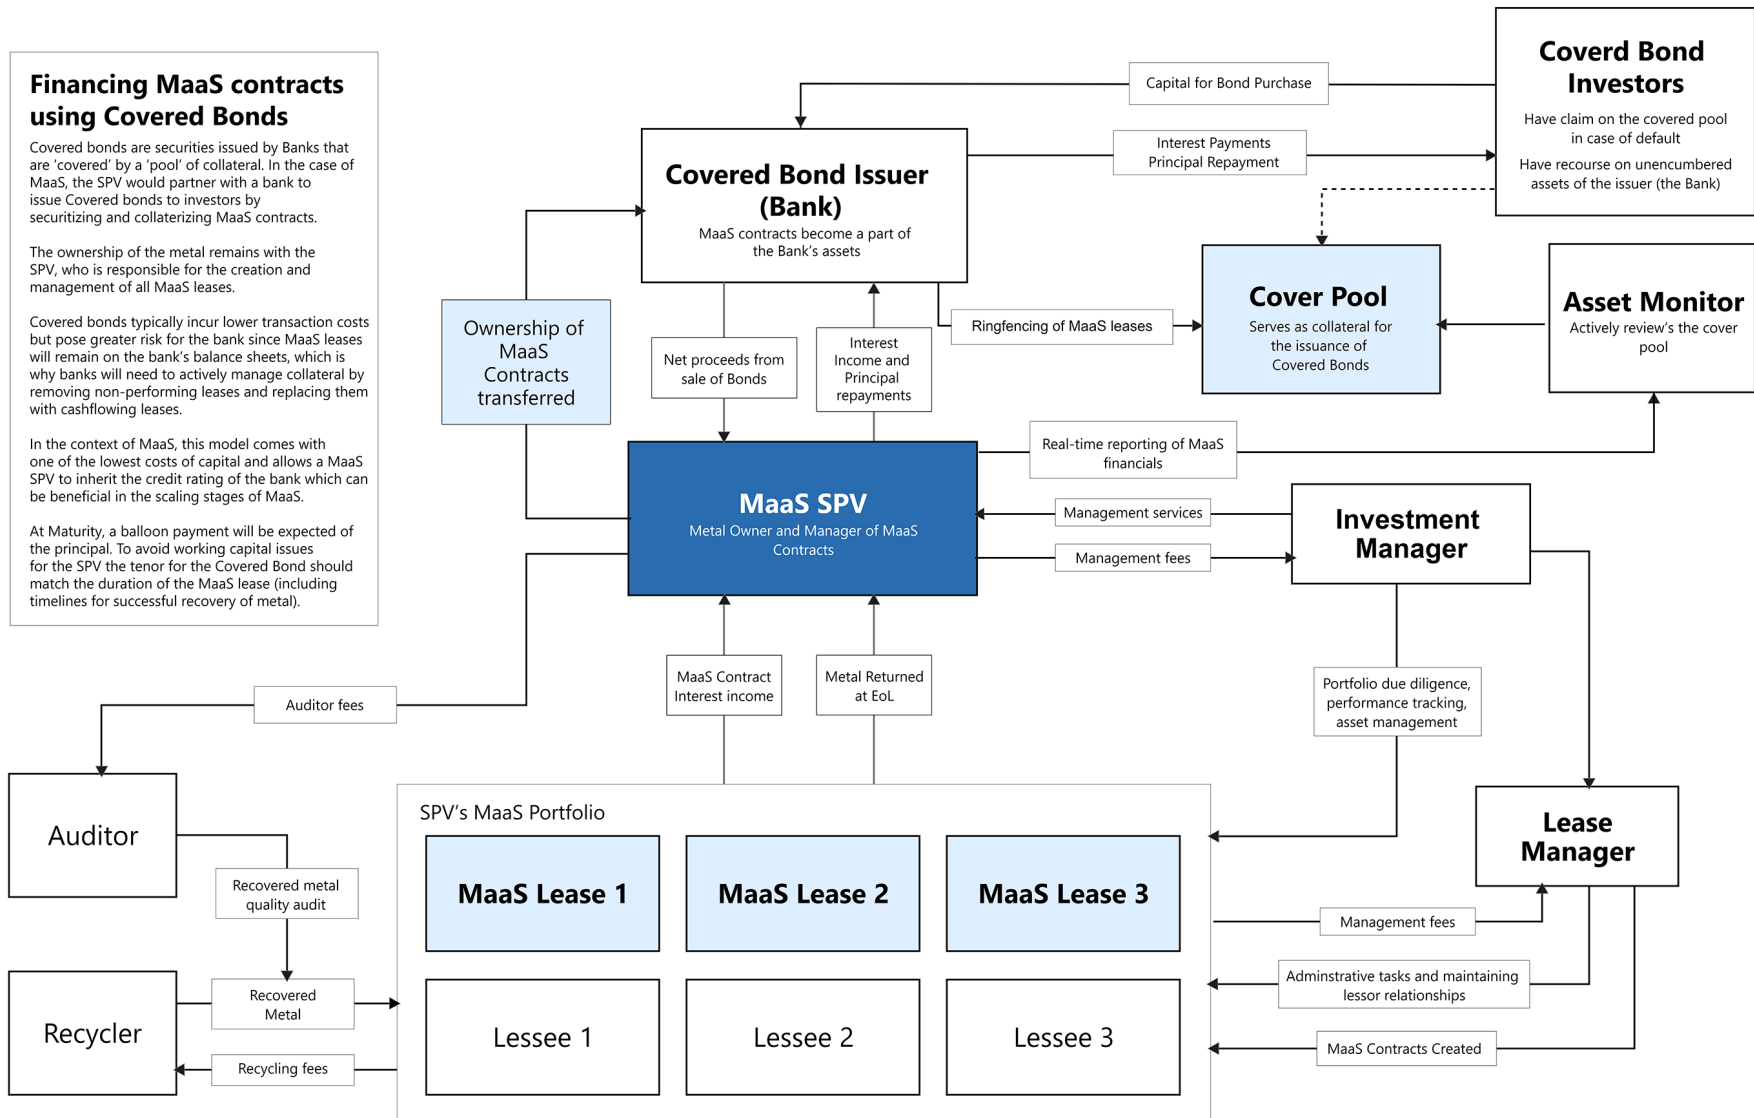 Financing MaaS contracts
using Covered Bonds
Covered bonds are securities issued by Banks that
are ‘covered’ by a ‘pool’ of collateral. In the case of
MaaS, the SPV would partner with a bank to
issue Covered bonds to investors by
securitizing and collaterizing MaaS contracts.
The ownership of the metal remains with the
SPV, who is responsible for the creation and
management of all MaaS leases.
Covered bonds typically incur lower transaction costs
but pose greater risk for the bank since MaaS leases
will remain on the bank’s balance sheets, which is
why banks will need to actively manage collateral by
removing non-performing leases and replacing them
with cashflowing leases.
In the context of MaaS, this model comes with
one of the lowest costs of capital and allows a MaaS
SPV to inherit the credit rating of the bank which can
be beneficial in the scaling stages of MaaS.
At Maturity, a balloon payment will be expected of
the principal. To avoid working capital issues
for the SPV the tenor for the Covered Bond should
match the duration of the MaaS lease (including
timelines for successful recovery of metal).
Coverd Bond
Investors
Have claim on the covered pool
in case of default
Have recourse on unencumbered
assets of the issuer (the Bank)
Capital for Bond Purchase
Interest Payments
Principal Repayment
Covered Bond Issuer
(Bank)
MaaS contracts become a part of
the Bank’s assets
Cover Pool
Serves as collateral for
the issuance of
Covered Bonds
Asset Monitor
Actively review’s the cover
pool
Ringfencing of MaaS leases
Ownership of
MaaS
Contracts
transferred
Net proceeds from
sale of Bonds
Interest
Income and
Principal
repayments
Real-time reporting of MaaS
financials
MaaS SPV
Metal Owner and Manager of MaaS
Contracts
Management services
Management fees
Investment
Manager
MaaS Contract
Interest income
Metal Returned
at EoL
Portfolio due diligence,
performance tracking,
asset management
Auditor fees
Auditor
Recovered metal
quality audit
Recycler
Recovered
Metal
Recycling fees
SPV’s MaaS Portfolio
MaaS Lease 1
MaaS Lease 2
MaaS Lease 3
Lessee 1
Lessee 2
Lessee 3
Lease
Manager
Management fees
Adminstrative tasks and maintaining
lessor relationships
MaaS Contracts Created